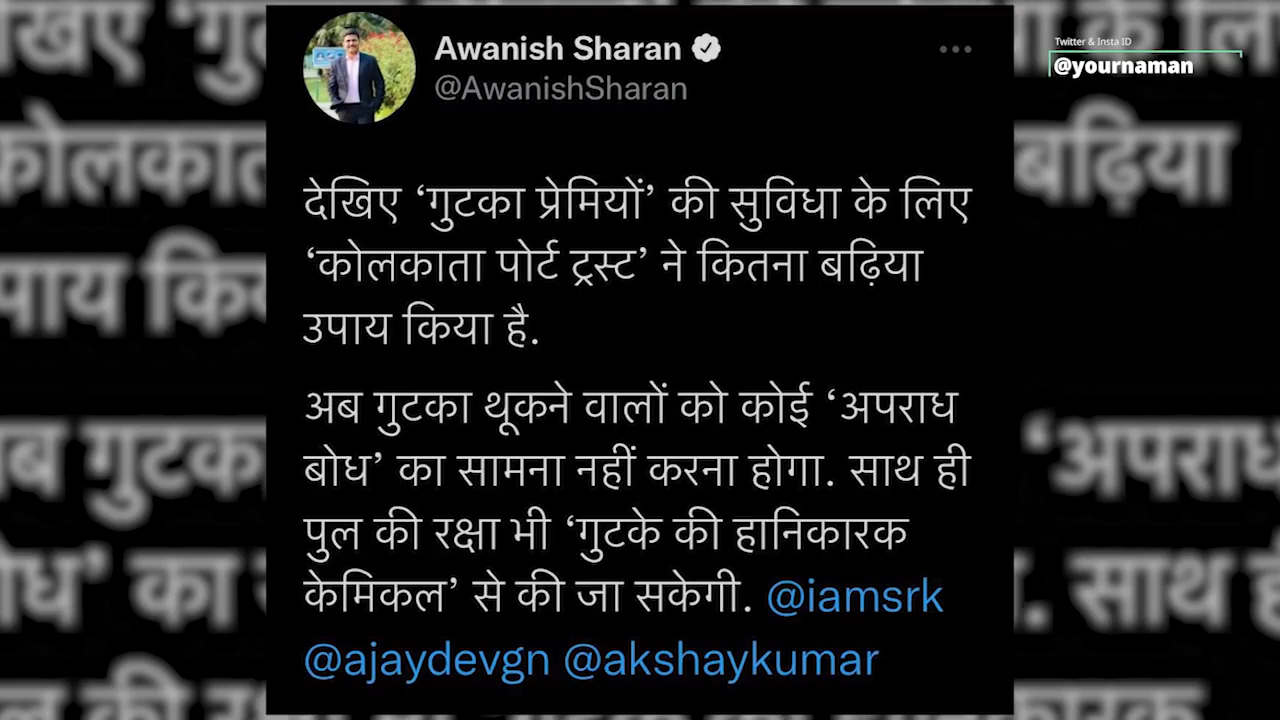 Awanish Sharan
@AwanishSharan
Twitter & Insta ID
@yournaman
देखिए ‘गुटका प्रेमियों’ की सुविधा के लिए
‘कोलकाता पोर्ट ट्रस्ट’ ने कितना बढ़िया
उपाय किया है.
अब गुटका थूकने वालों को कोई ‘अपराध
बोध’ का सामना नहीं करना होगा. साथ ही
पुल की रक्षा भी ‘गुटके की हानिकारक
केमिकल’ से की जा सकेगी. @iamsrk
@ajaydevgn @akshaykumar